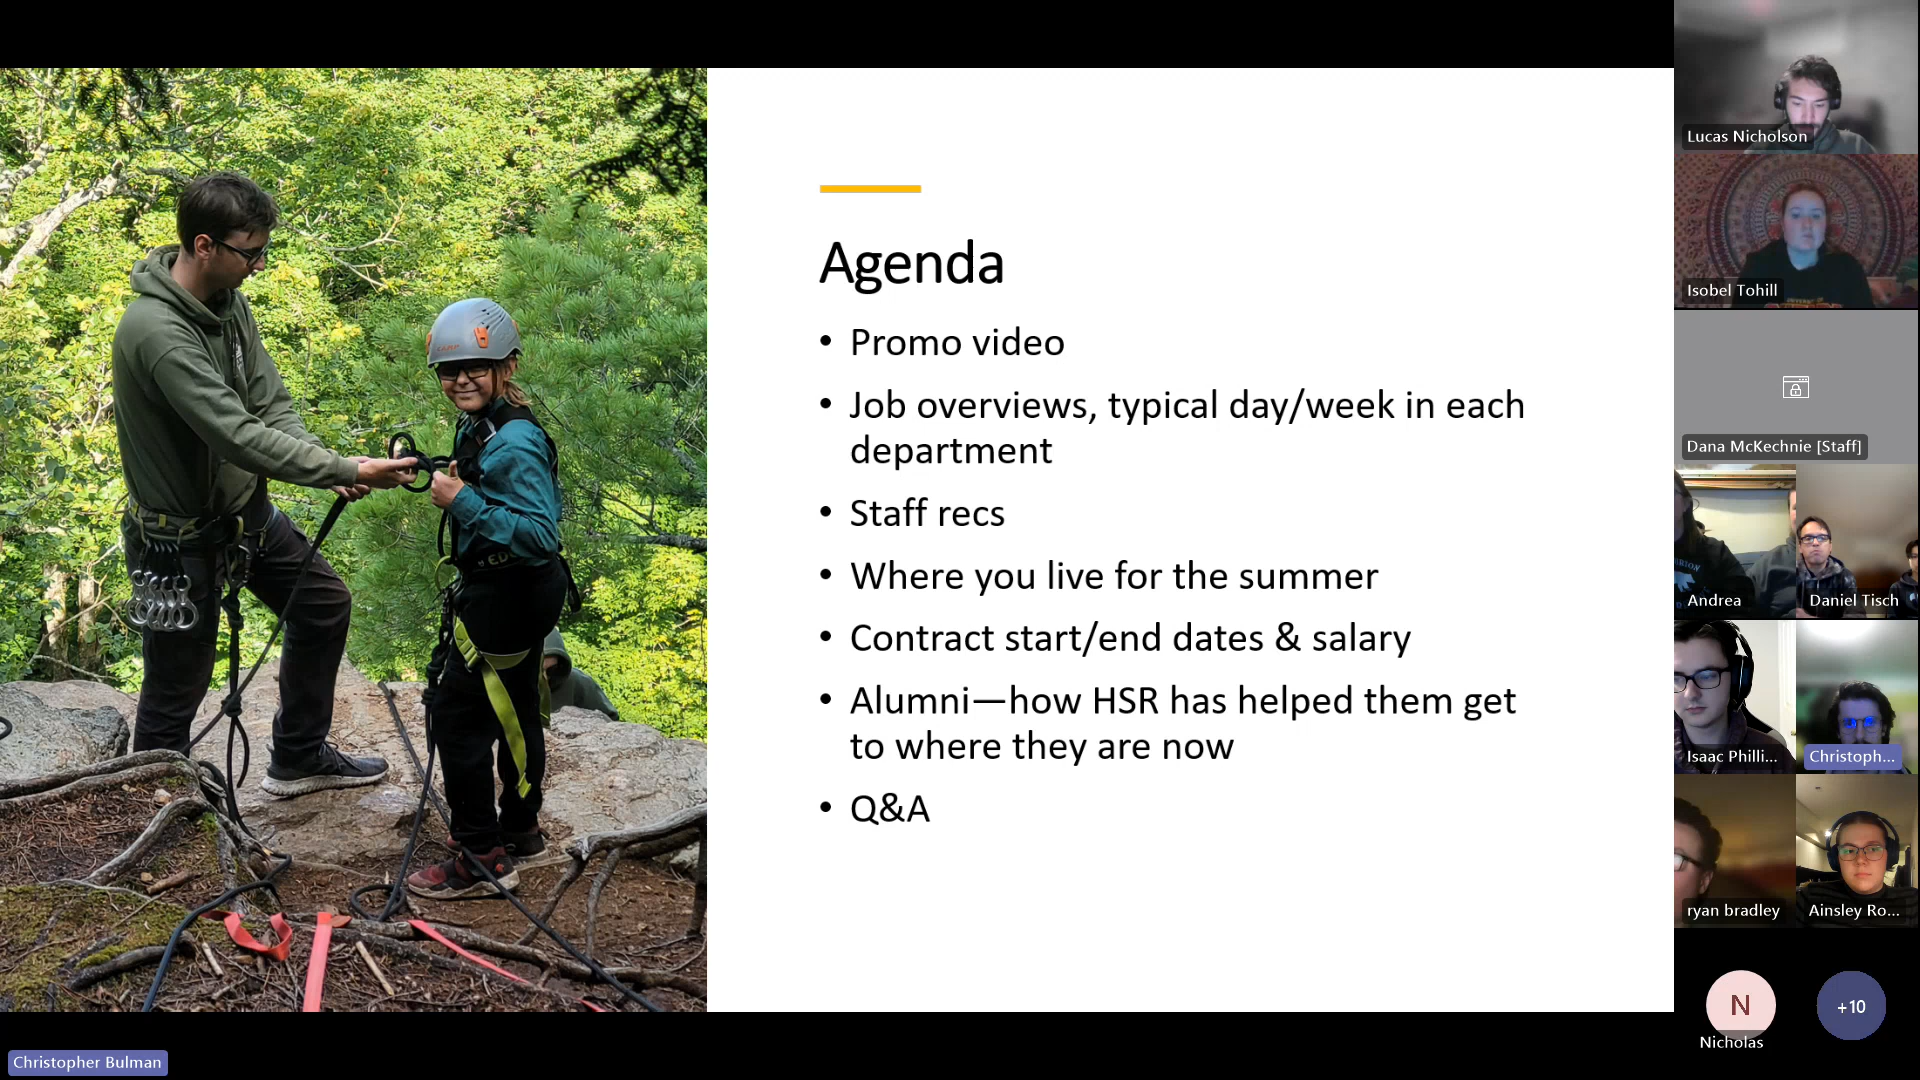 Agenda
• Promo video
• Job overviews, typical day/week in each
department
• Staff recs
• Where you live for the summer
• Contract start/end dates & salary
• Alumni—how HSR has helped them get
to where they are now
• Q&A
Lucas Nicholson
Isobel Tohill
Dana McKechnie [Staff]
Andrea
Daniel Tisch
Isaac Philli...
Christoph...
ryan bradley
Ainsley Ro...
N
Nicholas
+10
Christopher Bulman